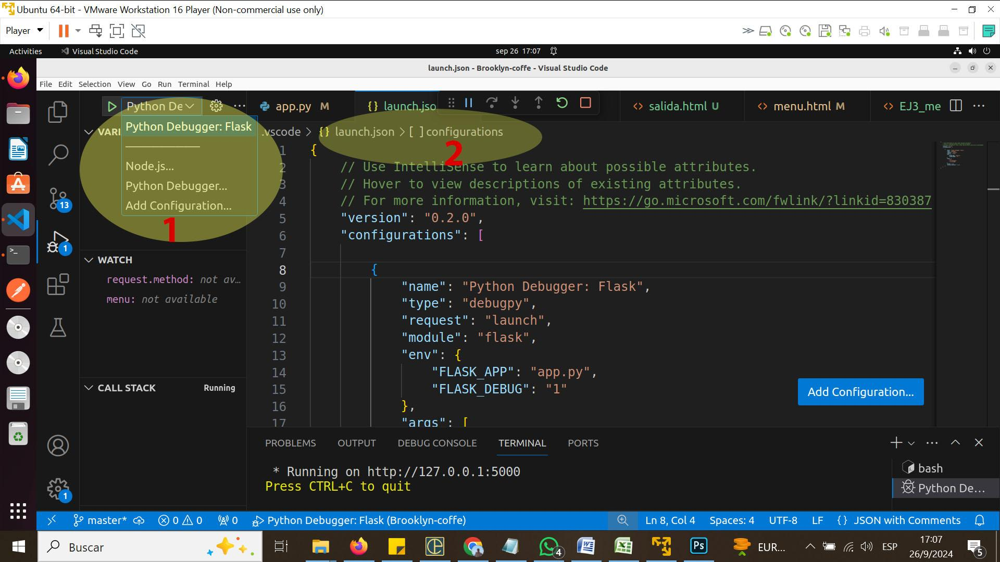 Ubuntu 64-bit - VMware Workstation 16 Player (Non-commercial use only)
Player
Activities
Visual Studio Code
sep 26 17:07
launch.json - Brooklyn-coffe - Visual Studio Code
File Edit Selection View Go Run Terminal Help
Python De
app.py M
{} launch.jso
<> salida.html U
<> menu.html M
<> EJ3_me
VARI
Python Debugger: Flask
Node.js...
Python Debugger...
Add Configuration...
1
.vscode > {} launch.json > [ ] configurations
2
1 {
2 // Use IntelliSense to learn about possible attributes.
3 // Hover to view descriptions of existing attributes.
4 // For more information, visit: https://go.microsoft.com/fwlink/?linkid=830387
5 "version": "0.2.0",
6 "configurations": [
7
8 {
9 "name": "Python Debugger: Flask",
10 "type": "debugpy",
11 "request": "launch",
12 "module": "flask",
13 "env": {
14 "FLASK_APP": "app.py",
15 "FLASK_DEBUG": "1"
16 },
17 "args": [
13
1
WATCH
request.method: not av...
menu: not available
CALL STACK
Running
Add Configuration...
1
PROBLEMS OUTPUT DEBUG CONSOLE TERMINAL PORTS
* Running on http://127.0.0.1:5000
Press CTRL+C to quit
bash
Python De...
master*
0 0
0
Python Debugger: Flask (Brooklyn-coffe)
Ln 8, Col 4
Spaces: 4
UTF-8
LF
{} JSON with Comments
Buscar
4
Ps
EUR...
ESP
17:07
26/9/2024
5